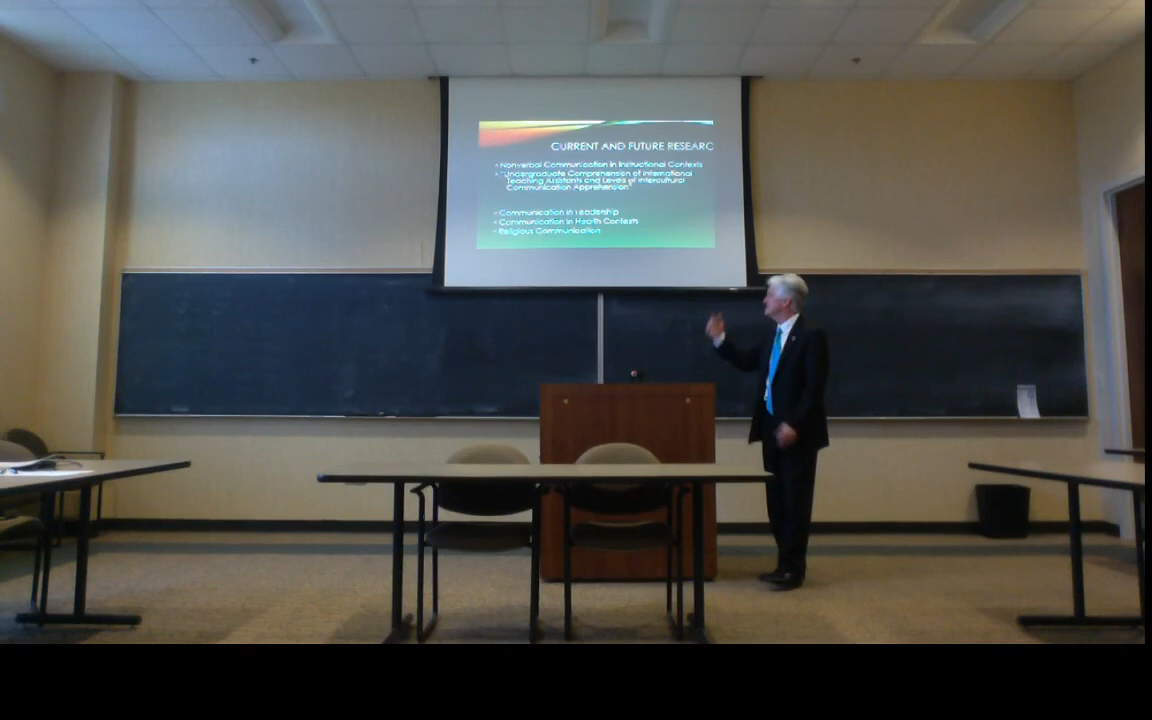 CURRENT AND FUTURE RESEARC
Nonverbal Communication in Instructional Contexts
"Undergraduate Comprehension of International
Teaching Assistants and Levels of Intercultural
Communication Apprehension"
Communication in Leadership
Communication in Health Contexts
Religious Communication